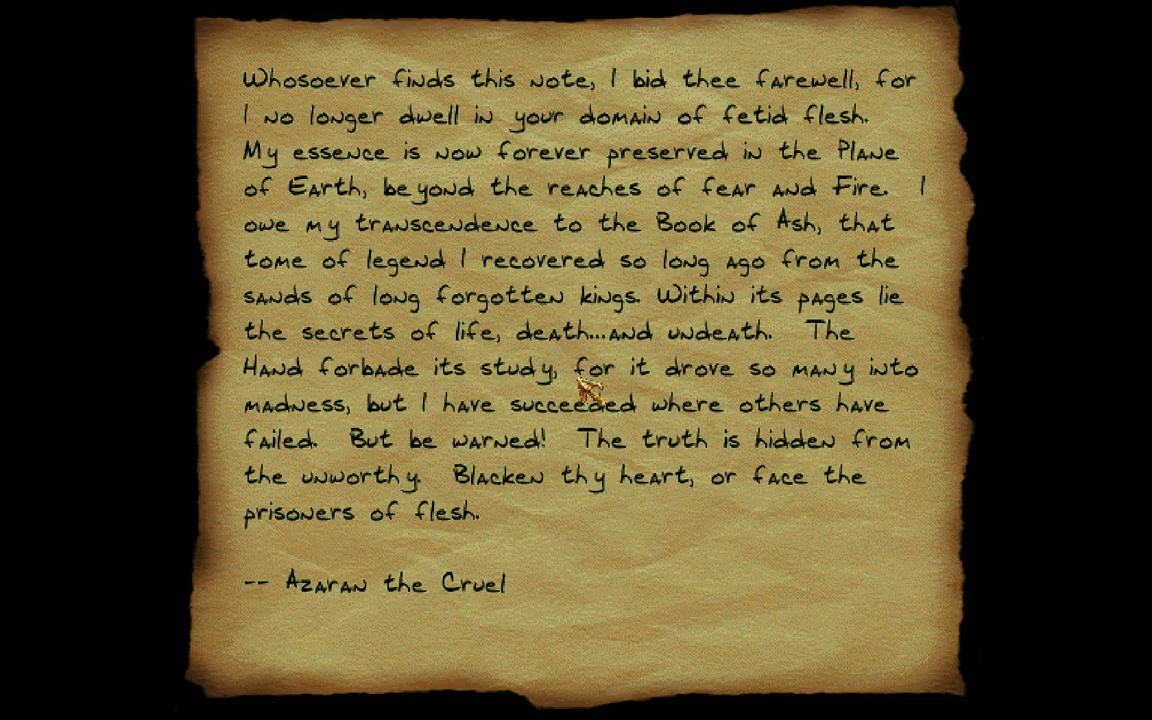 Whosoever finds this note, I bid thee farewell, for
I no longer dwell in your domain of fetid flesh.
My essence is now forever preserved in the Plane
of Earth, beyond the reaches of fear and Fire. I
owe my transcendence to the Book of Ash, that
tome of legend I recovered so long ago from the
sands of long forgotten kings. Within its pages lie
the secrets of life, death...and undeath. The
Hand forbade its study, for it drove so many into
madness, but I have succeeded where others have
failed. But be warned! The truth is hidden from
the unworthy. Blacken thy heart, or face the
prisoners of flesh.
-- Azaran the Cruel